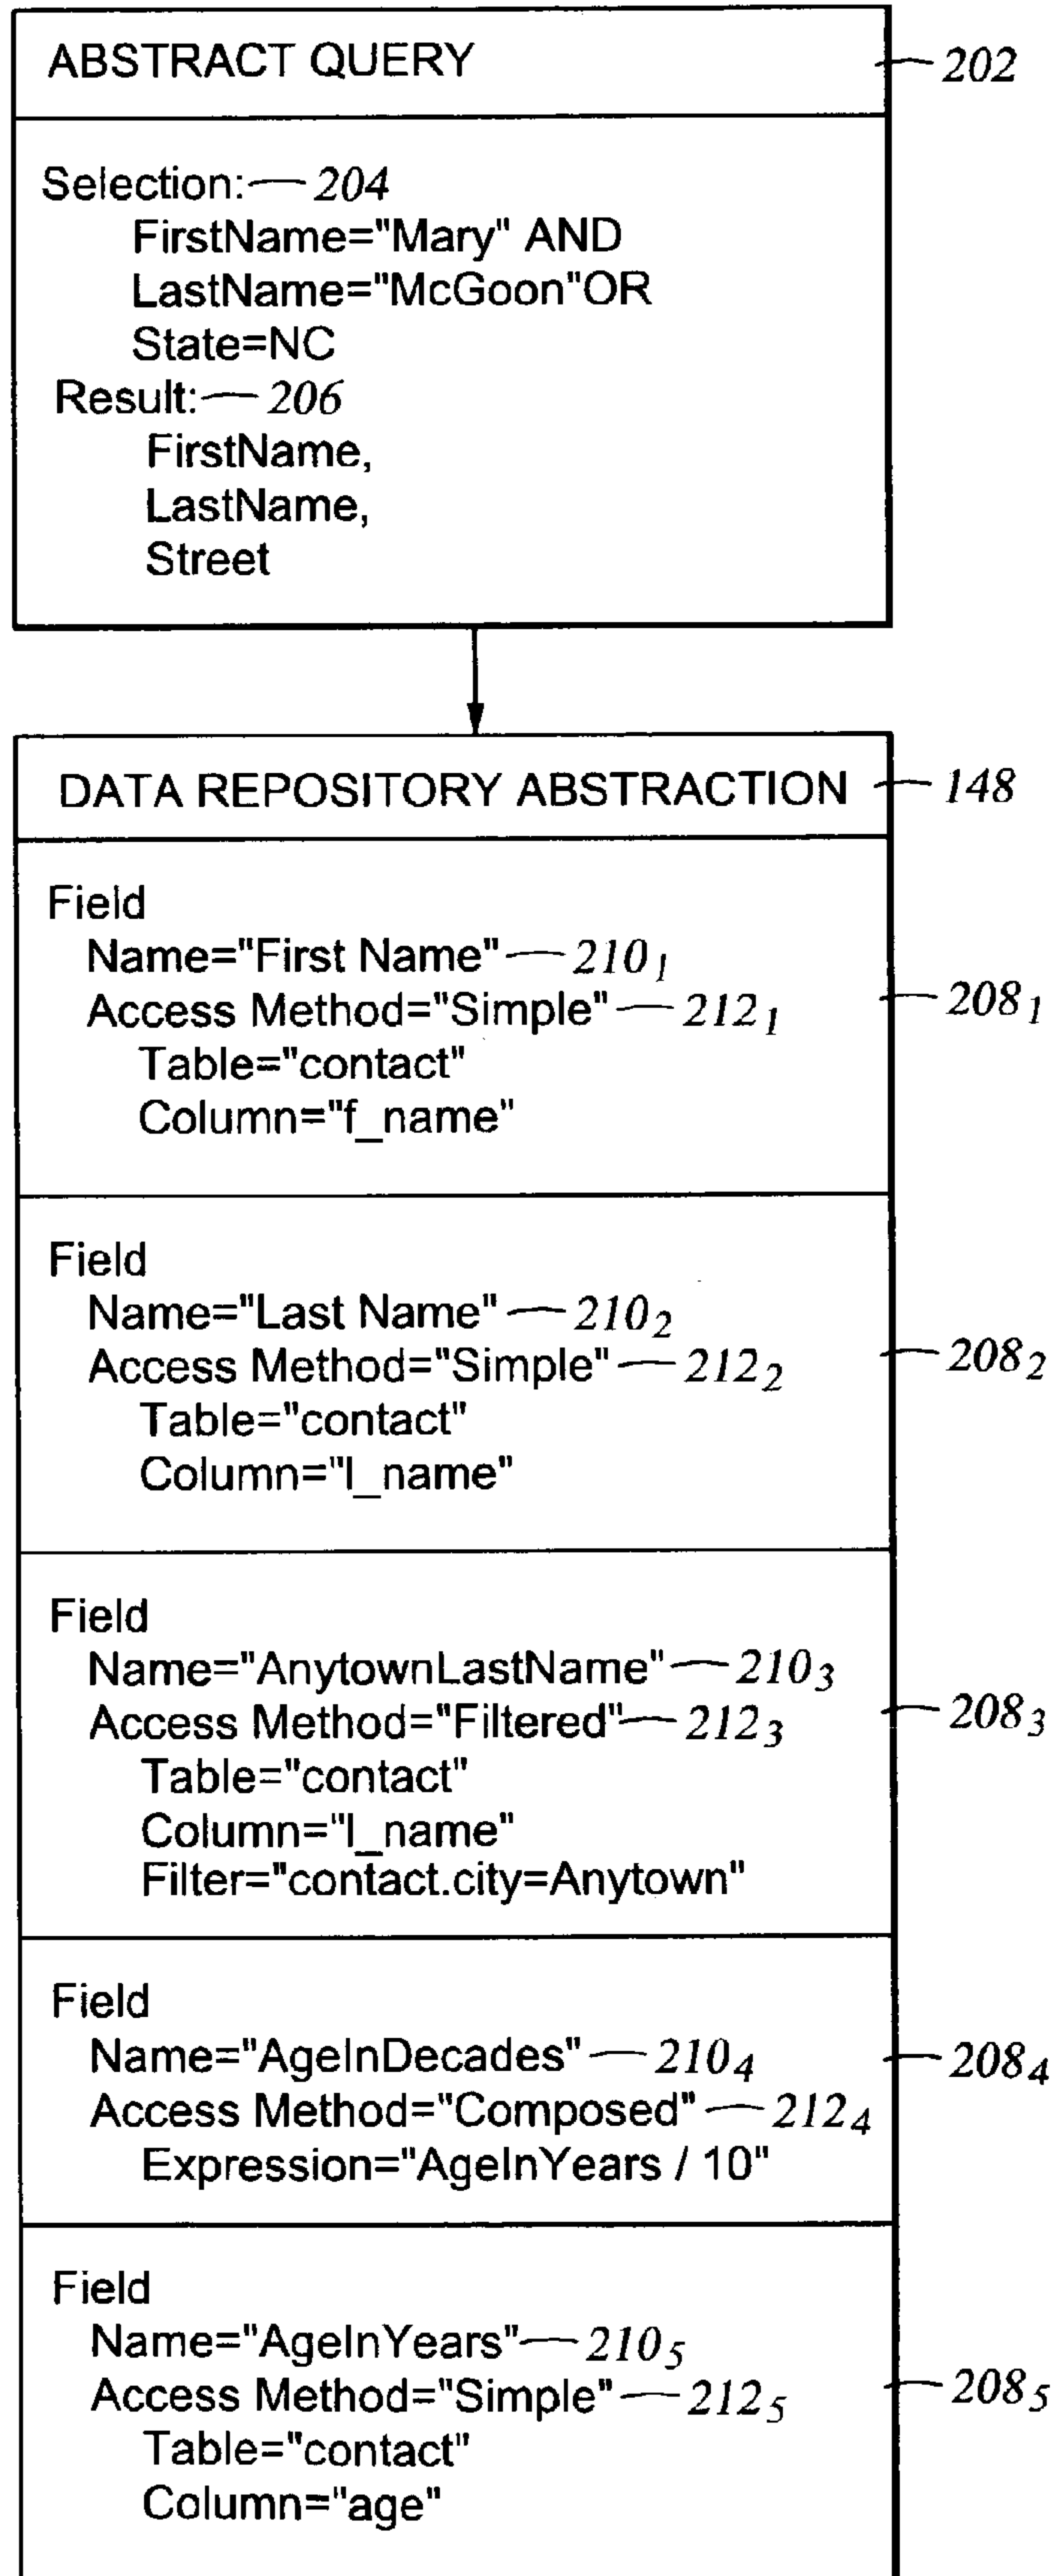 ABSTRACT QUERY 202
Selection: 204
FirstName="Mary" AND
LastName="McGoon"OR
State=NC
Result: 206
FirstName,
LastName,
Street
DATA REPOSITORY ABSTRACTION 148
Field
Name="First Name" 210₁
Access Method="Simple" 212₁ 208₁
Table="contact"
Column="f_name"
Field
Name="Last Name" 210₂
Access Method="Simple" 212₂ 208₂
Table="contact"
Column="l_name"
Field
Name="AnytownLastName" 210₃
Access Method="Filtered" 212₃ 208₃
Table="contact"
Column="l_name"
Filter="contact.city=Anytown"
Field
Name="AgeInDecades" 210₄ 208₄
Access Method="Composed" 212₄
Expression="AgeInYears / 10"
Field
Name="AgeInYears" 210₅
Access Method="Simple" 212₅ 208₅
Table="contact"
Column="age"